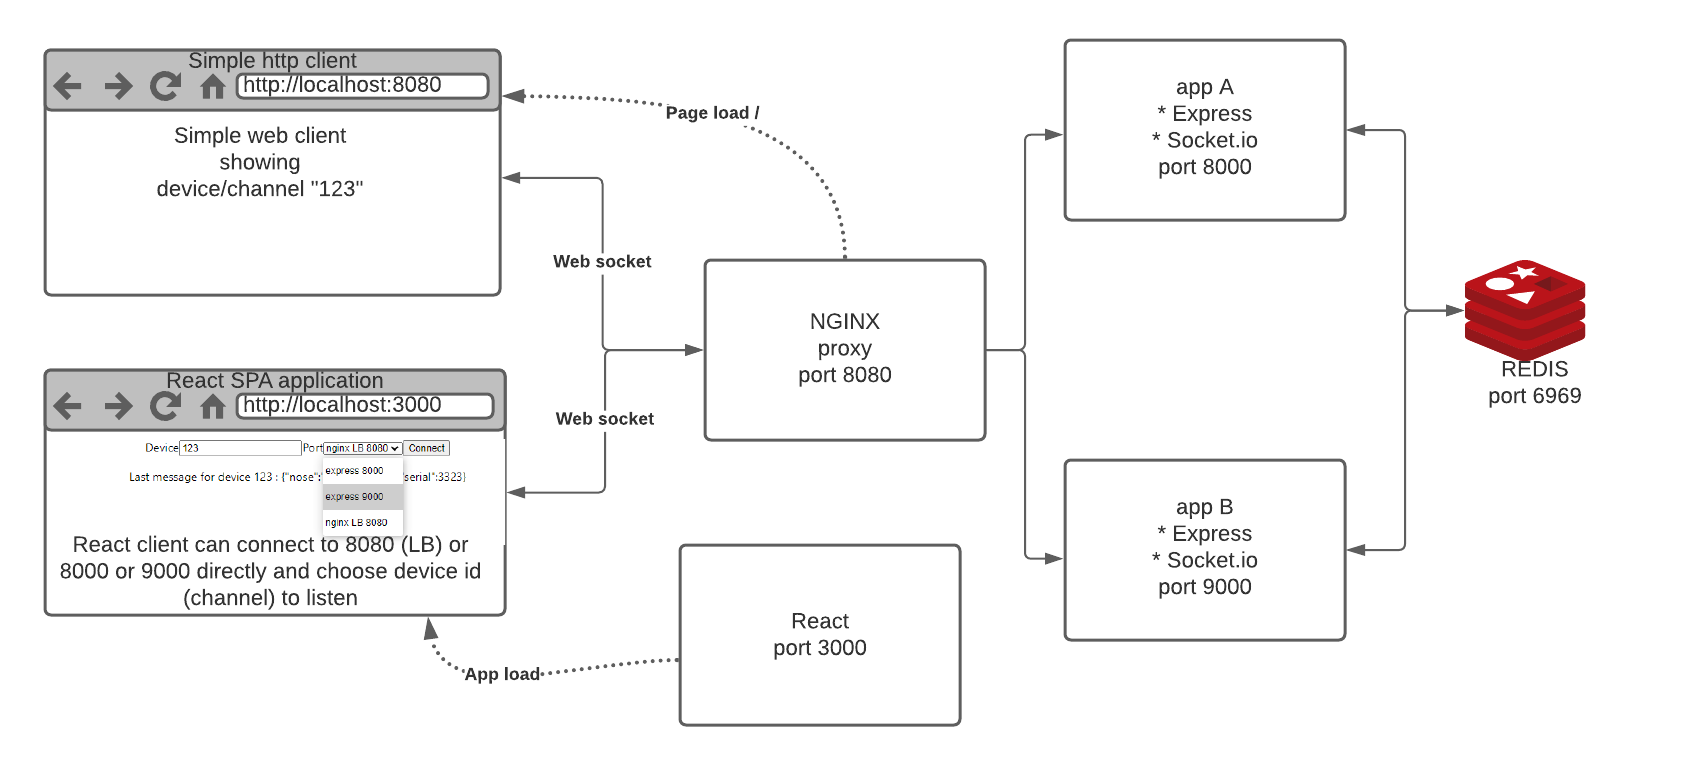 Simple http client
http://localhost:8080
Simple web client
showing
device/channel "123"
Page load /
Web socket
React SPA application
http://localhost:3000
Device 123 Port nginx LB 8080 Connect
express 8000
Last message for device 123 : {"nose": serial":3323}
express 9000
nginx LB 8080
React client can connect to 8080 (LB) or
8000 or 9000 directly and choose device id
(channel) to listen
Web socket
App load
NGINX
proxy
port 8080
React
port 3000
app A
* Express
* Socket.io
port 8000
app B
* Express
* Socket.io
port 9000
REDIS
port 6969